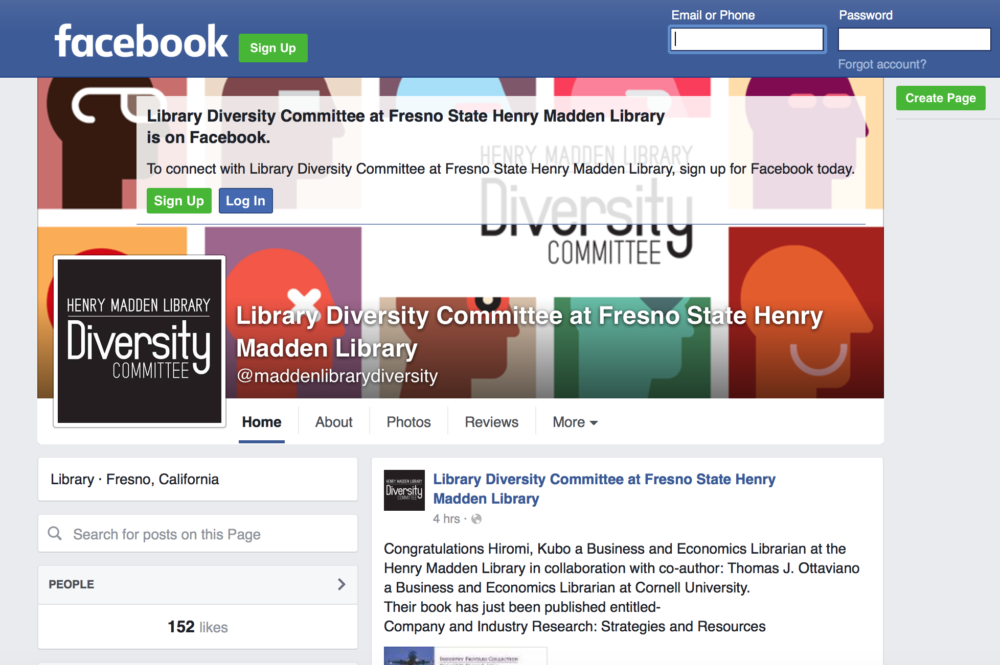 facebook
Sign Up
Email or Phone
Password
Forgot account?
Create Page
Library Diversity Committee at Fresno State Henry Madden Library
is on Facebook.
To connect with Library Diversity Committee at Fresno State Henry Madden Library, sign up for Facebook today.
Sign Up
Log In
HENRY MADDEN LIBRARY
Diversity
COMMITTEE
HENRY MADDEN LIBRARY
Diversity
COMMITTEE
Library Diversity Committee at Fresno State Henry
Madden Library
@maddenlibrarydiversity
Home
About
Photos
Reviews
More
Library · Fresno, California
Search for posts on this Page
PEOPLE
152 likes
HENRY MADDEN LIBRARY
Diversity
COMMITTEE
Library Diversity Committee at Fresno State Henry
Madden Library
4 hrs ·
Congratulations Hiromi, Kubo a Business and Economics Librarian at the
Henry Madden Library in collaboration with co-author: Thomas J. Ottaviano
a Business and Economics Librarian at Cornell University.
Their book has just been published entitled-
Company and Industry Research: Strategies and Resources
Industry Profiles Collection